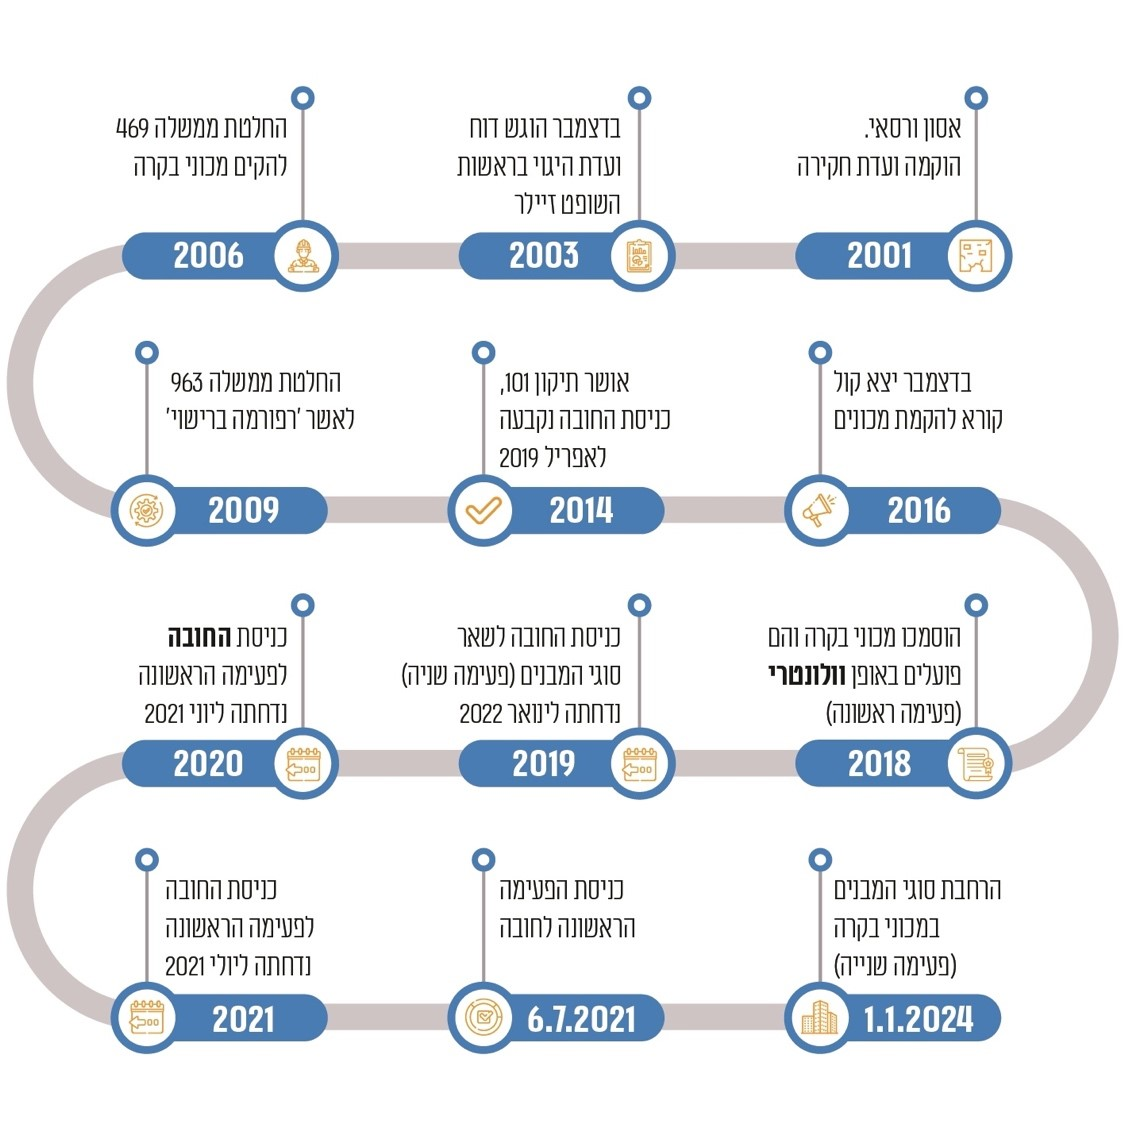 אסון ורסאי.
הוקמה ועדת חקירה
2001
בדצמבר הוגש דוח
ועדת היגוי בראשות
השופט זיילר
2003
החלטת ממשלה 469
להקים מכוני בקרה
2006
החלטת ממשלה 963
לאשר 'רפורמה ברישוי'
2009
אושר תיקון 101,
כניסת החובה נקבעה
לאפריל 2019
2014
בדצמבר יצא קול
קורא להקמת מכונים
2016
הוסמכו מכוני בקרה והם
פועלים באופן וולונטרי
(פעימה ראשונה)
2018
כניסת החובה לשאר
סוגי המבנים (פעימה שניה)
נדחתה לינואר 2022
2019
כניסת החובה
לפעימה הראשונה
נדחתה ליוני 2021
2020
כניסת החובה
לפעימה הראשונה
נדחתה ליולי 2021
2021
כניסת הפעימה
הראשונה לחובה
6.7.2021
הרחבת סוגי המבנים
במכוני בקרה
(פעימה שנייה)
1.1.2024